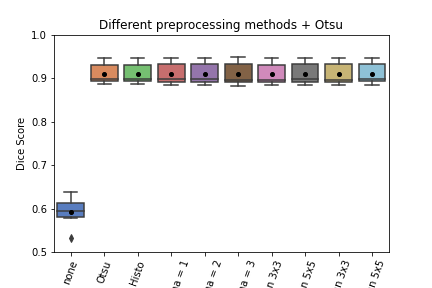 Different preprocessing methods + Otsu
Dice Score
1.0
0.9
0.8
0.7
0.6
0.5
none
Otsu
Histo
= 1
= 2
= 3
3x3
5x5
3x3
5x5